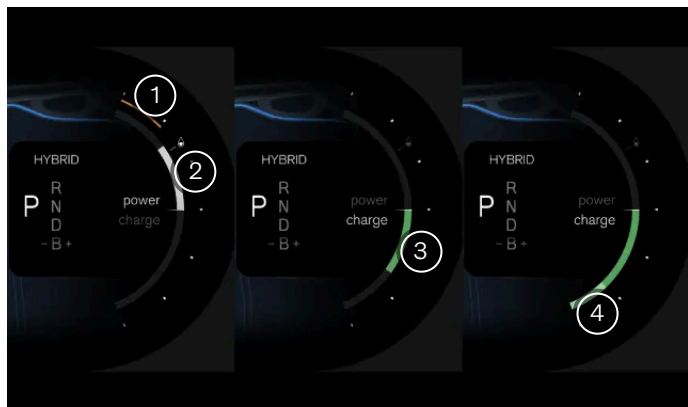 1
2
HYBRID
P
R
N
D
- B +
power
charge
HYBRID
P
R
N
D
- B +
power
charge
3
HYBRID
P
R
N
D
- B +
power
charge
4